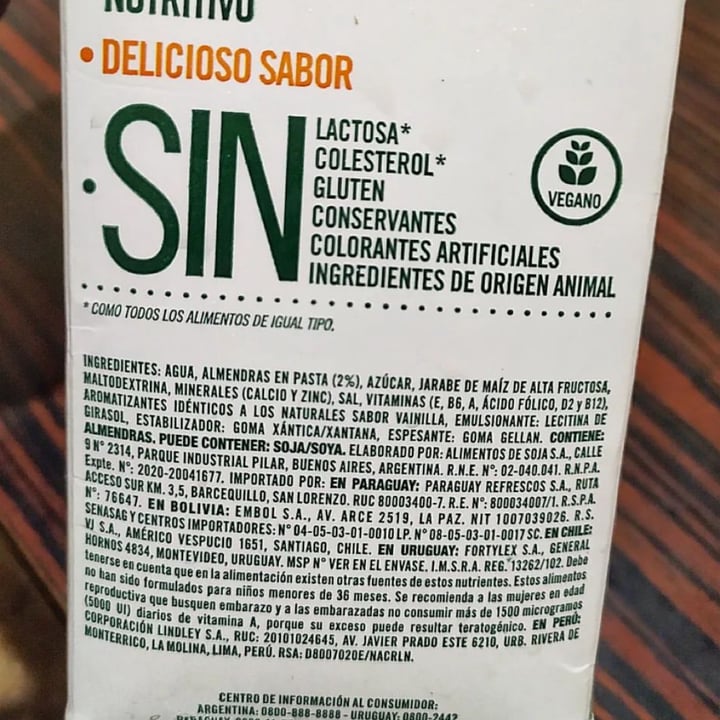 NUTRITIVO
• DELICIOSO SABOR
• SIN
LACTOSA*
COLESTEROL*
GLUTEN
CONSERVANTES
COLORANTES ARTIFICIALES
INGREDIENTES DE ORIGEN ANIMAL
VEGANO
* COMO TODOS LOS ALIMENTOS DE IGUAL TIPO.
INGREDIENTES: AGUA, ALMENDRAS EN PASTA (2%), AZÚCAR, JARABE DE MAÍZ DE ALTA FRUCTOSA,
MALTODEXTRINA, MINERALES (CALCIO Y ZINC), SAL, VITAMINAS (E, B6, A, ÁCIDO FÓLICO, D2 y B12),
AROMATIZANTES IDÉNTICOS A LOS NATURALES SABOR VAINILLA, EMULSIONANTE: LECITINA DE
GIRASOL, ESTABILIZADOR: GOMA XÁNTICA/XANTANA, ESPESANTE: GOMA GELLAN. CONTIENE:
ALMENDRAS. PUEDE CONTENER: SOJA/SOYA. ELABORADO POR: ALIMENTOS DE SOJA S.A., CALLE
9 N° 2314, PARQUE INDUSTRIAL PILAR, BUENOS AIRES, ARGENTINA. R.N.E. N°: 02-040.041. R.N.P.A.
Expte. N°: 2020-20041677. IMPORTADO POR: EN PARAGUAY: PARAGUAY REFRESCOS S.A., RUTA
ACCESO SUR KM. 3,5, BARCEQUILLO, SAN LORENZO. RUC 80003400-7. R.E. N°: 80034007/1. R.S.P.A.
N°: 76647. EN BOLIVIA: EMBOL S.A., AV. ARCE 2519, LA PAZ. NIT 1007039026. R.S.
SENASAG Y CENTROS IMPORTADORES: N° 04-05-03-01-0010 LP. N° 08-05-03-01-0017 SC. EN CHILE:
VJ S.A., AMÉRICO VESPUCIO 1651, SANTIAGO, CHILE. EN URUGUAY: FORTYLEX S.A., GENERAL
HORNOS 4834, MONTEVIDEO, URUGUAY. MSP N° VER EN EL ENVASE. I.M.S.R.A. REG. 13262/102. Debe
tenerse en cuenta que en la alimentación existen otras fuentes de estos nutrientes. Estos alimentos
no han sido formulados para niños menores de 36 meses. Se recomienda a las mujeres en edad
reproductiva que busquen embarazo y a las embarazadas no consumir más de 1500 microgramos
(5000 UI) diarios de vitamina A, porque su exceso puede resultar teratogénico. EN PERÚ:
CORPORACIÓN LINDLEY S.A., RUC: 20101024645, AV. JAVIER PRADO ESTE 6210, URB. RIVERA DE
MONTERRICO, LA MOLINA, LIMA, PERÚ. RSA: D8007020E/NACRLN.
CENTRO DE INFORMACIÓN AL CONSUMIDOR:
ARGENTINA: 0800-888-8888 - URUGUAY: 0800-2442